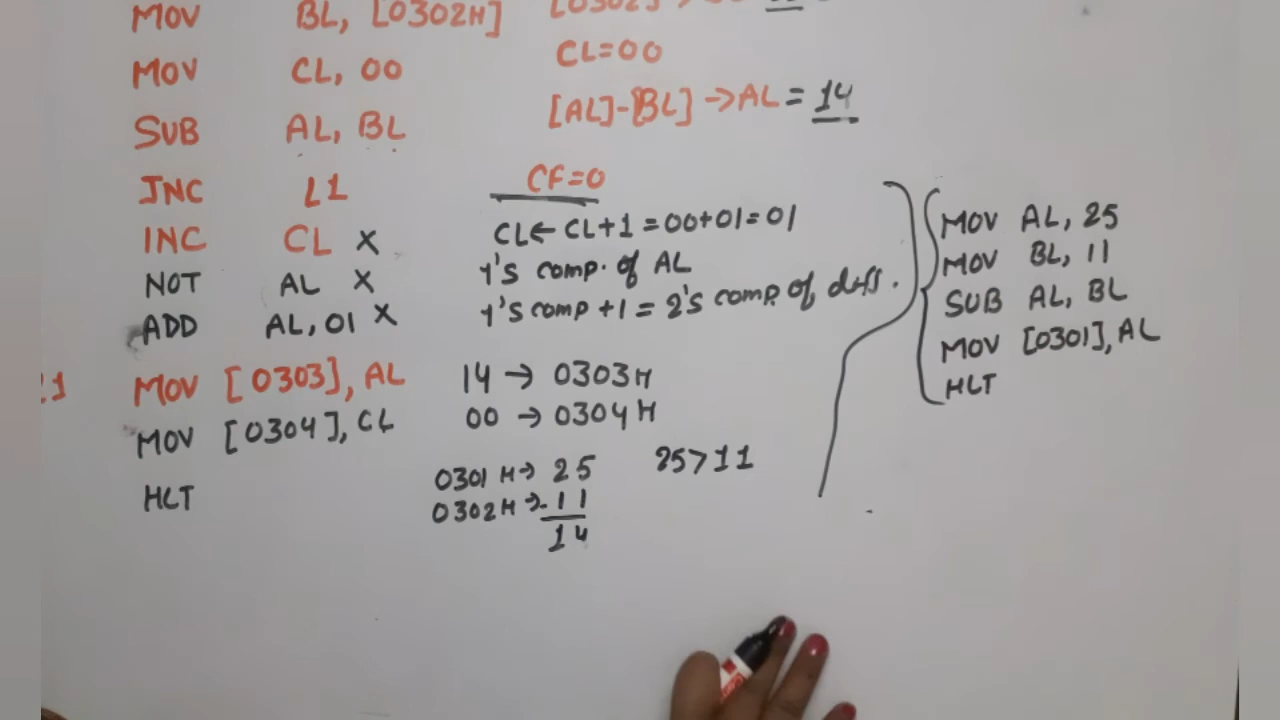 MOV BL, [0302H] [0302]
MOV CL, 00 CL=00
SUB AL, BL [AL]-[BL] → AL = 14
JNC L1 CF=0
INC CL X CL ← CL+1 = 00+01 = 01
NOT AL X 1'S comp. of AL
ADD AL, 01 X 1'S comp +1 = 2's comp. of diff.
MOV [0303], AL 14 → 0303H
MOV [0304], CL 00 → 0304H
HLT
0301 H → 25 25 > 11
0302H → - 11
14
MOV AL, 25
MOV BL, 11
SUB AL, BL
MOV [0301], AL
HLT